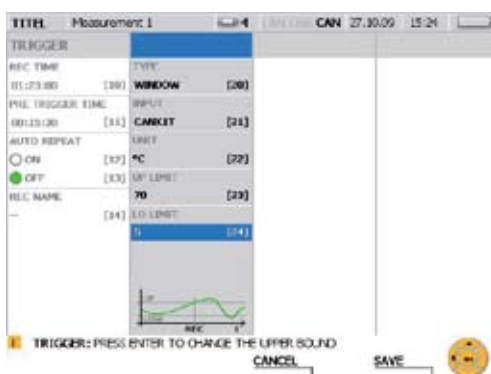 TITEL Measurement 1 4 CAN 27.10.09 15:24
TRIGGER
REC TIME
01:23:00 [10]
PRE TRIGGER TIME
00:15:30 [11]
AUTO REPEAT
ON [12]
OFF [13]
REC NAME
-- [14]
TYPE
WINDOW [20]
INPUT
CANKIT [21]
UNIT
°C [22]
UP LIMIT
70 [23]
LO LIMIT
5 [24]
REC
TRIGGER: PRESS ENTER TO CHANGE THE UPPER BOUND
CANCEL SAVE